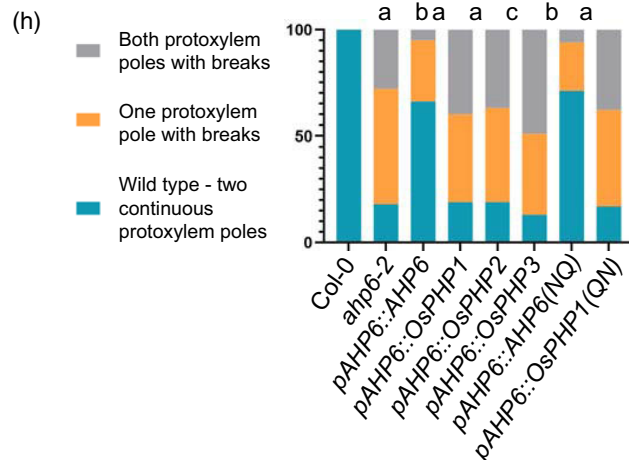 (h)
Both protoxylem
poles with breaks
One protoxylem
pole with breaks
Wild type - two
continuous
protoxylem poles
a b a a c b a
100
50
0
Col-0
ahp6-2
pAHP6::AHP6
pAHP6::OsPHP1
pAHP6::OsPHP2
pAHP6::OsPHP3
pAHP6::AHP6(NQ)
pAHP6::OsPHP1(QN)